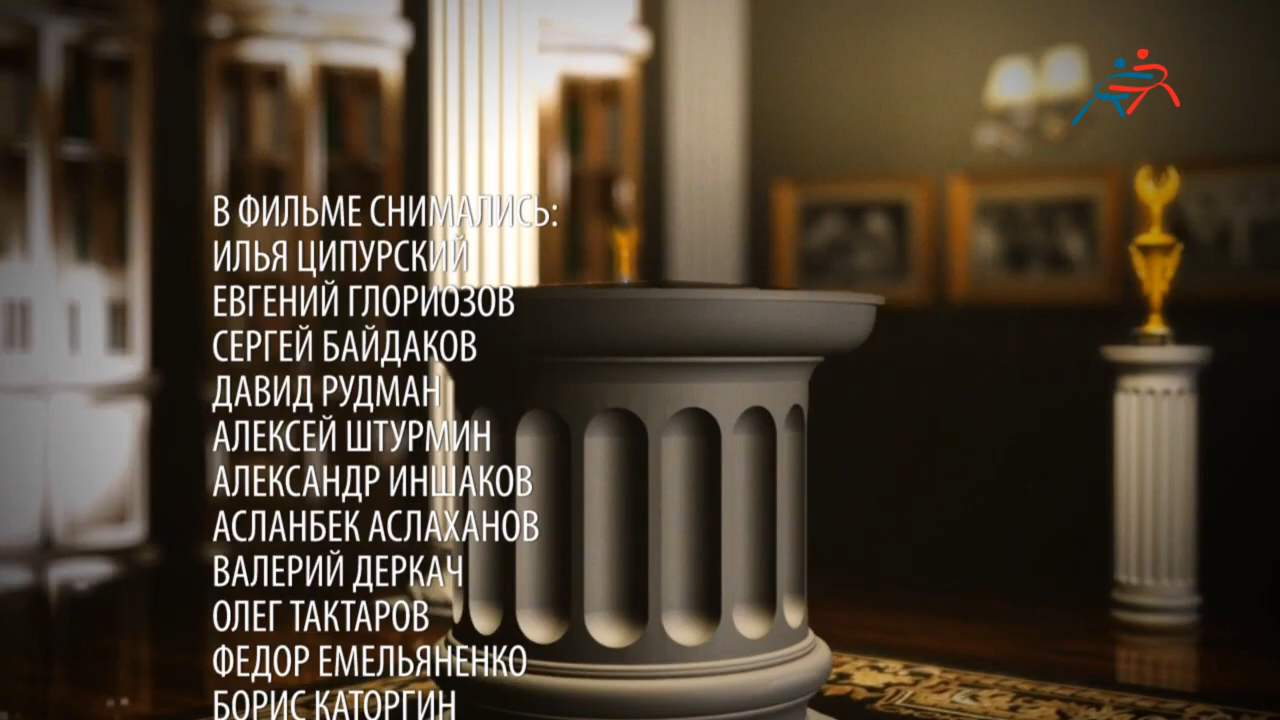 В ФИЛЬМЕ СНИМАЛИСЬ:
ИЛЬЯ ЦИПУРСКИЙ
ЕВГЕНИЙ ГЛОРИОЗОВ
СЕРГЕЙ БАЙДАКОВ
ДАВИД РУДМАН
АЛЕКСЕЙ ШТУРМИН
АЛЕКСАНДР ИНШАКОВ
АСЛАНБЕК АСЛАХАНОВ
ВАЛЕРИЙ ДЕРКАЧ
ОЛЕГ ТАКТАРОВ
ФЕДОР ЕМЕЛЬЯНЕНКО
БОРИС КАТОРГИН